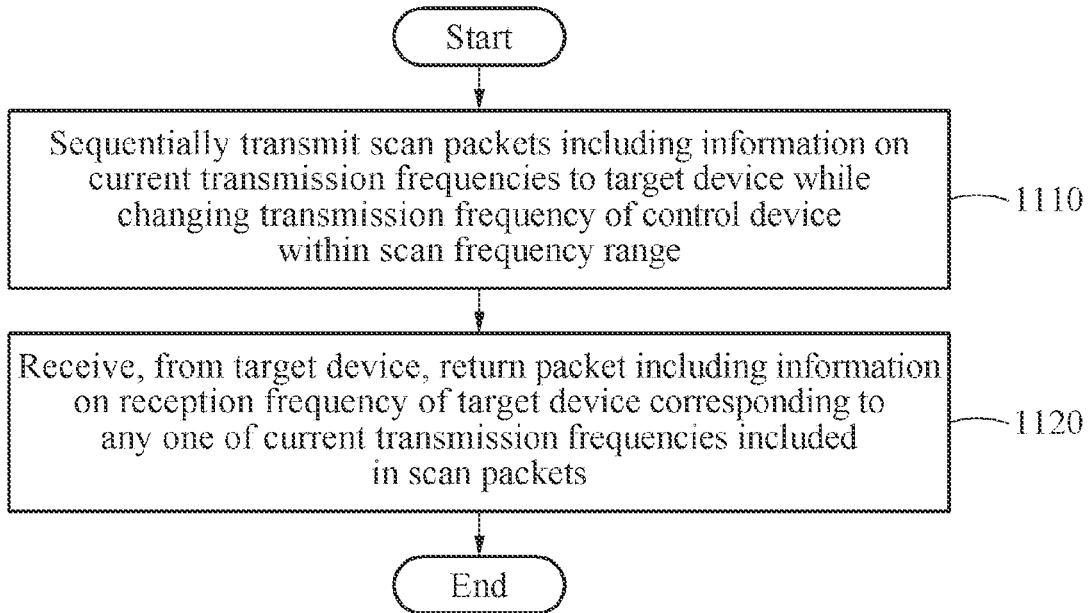 Start
Sequentially transmit scan packets including information on
current transmission frequencies to target device while
changing transmission frequency of control device
within scan frequency range
1110
Receive, from target device, return packet including information
on reception frequency of target device corresponding to
any one of current transmission frequencies included
in scan packets
1120
End